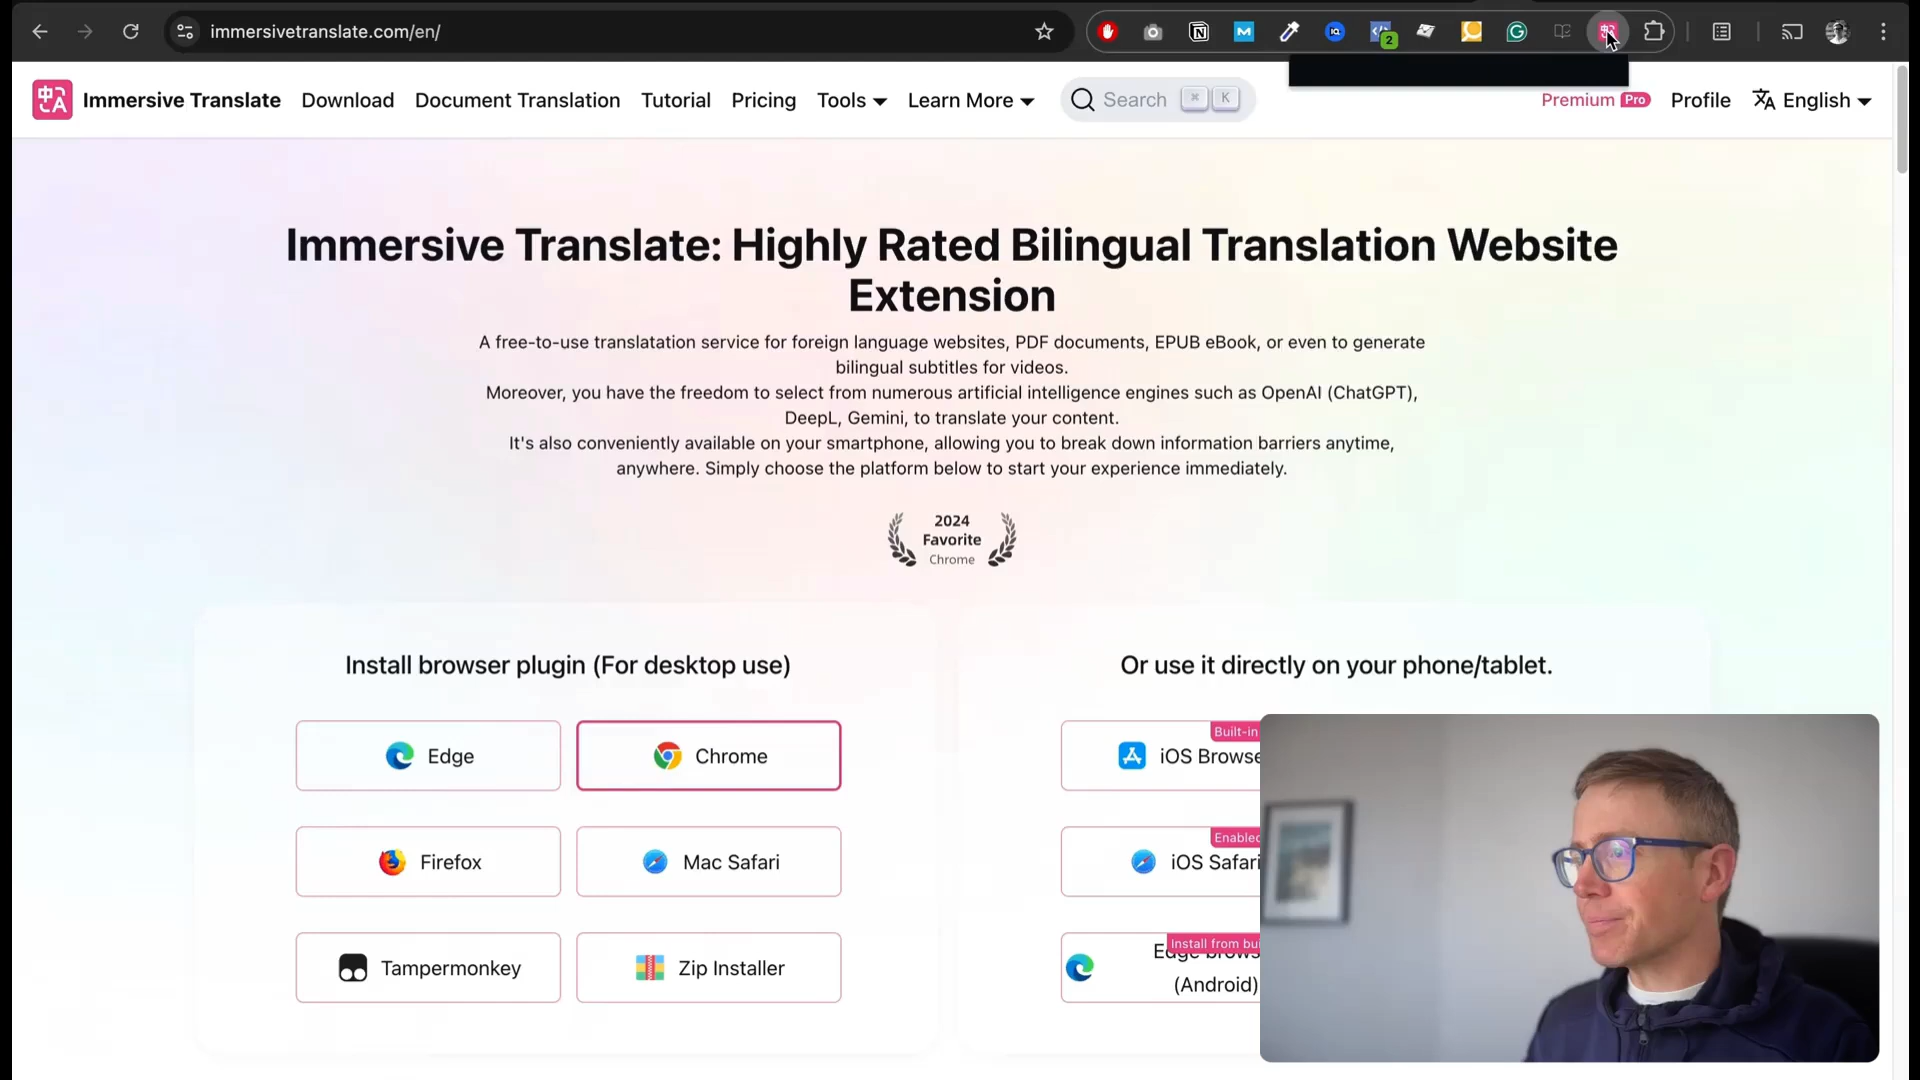 immersivetranslate.com/en/
2
Immersive Translate
Download
Document Translation
Tutorial
Pricing
Tools
Learn More
Search
⌘
K
Premium Pro
Profile
English
Immersive Translate: Highly Rated Bilingual Translation Website
Extension
A free-to-use translatation service for foreign language websites, PDF documents, EPUB eBook, or even to generate
bilingual subtitles for videos.
Moreover, you have the freedom to select from numerous artificial intelligence engines such as OpenAI (ChatGPT),
DeepL, Gemini, to translate your content.
It's also conveniently available on your smartphone, allowing you to break down information barriers anytime,
anywhere. Simply choose the platform below to start your experience immediately.
2024
Favorite
Chrome
Install browser plugin (For desktop use)
Edge
Chrome
Firefox
Mac Safari
Tampermonkey
Zip Installer
Or use it directly on your phone/tablet.
Built-in
iOS Browse
Enabled
iOS Safari
Install from bui
Edge brows
(Android)